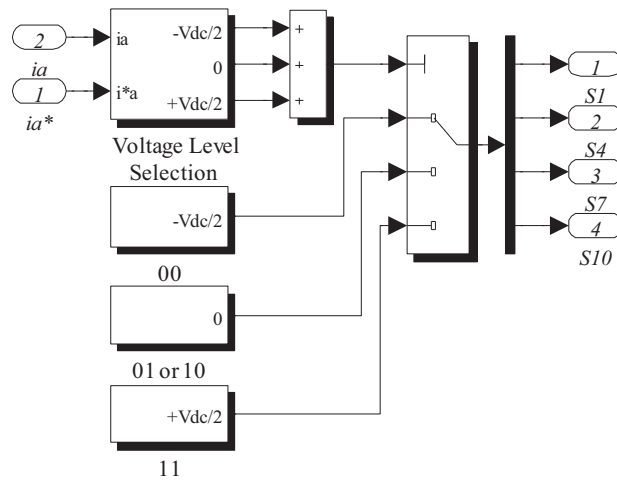 2
ia
1
ia*
ia
i*a
-Vdc/2
0
+Vdc/2
Voltage Level
Selection
+
+
+
-Vdc/2
00
0
01 or 10
+Vdc/2
11
1
S1
2
S4
3
S7
4
S10